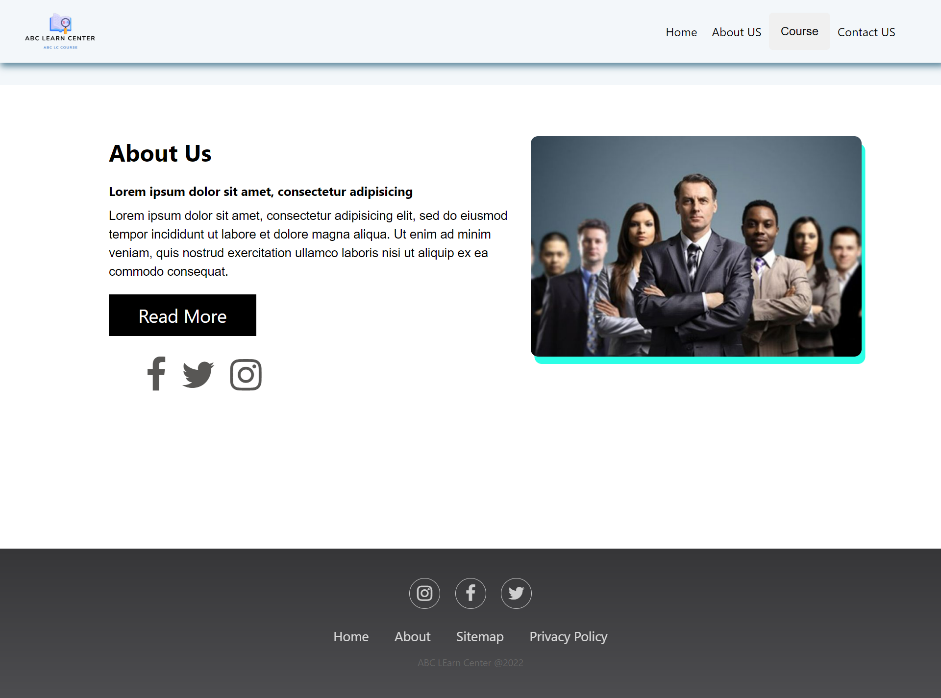 ABC LEARN CENTER
ABC LC COURSE
Home About US Course Contact US
About Us
Lorem ipsum dolor sit amet, consectetur adipisicing
Lorem ipsum dolor sit amet, consectetur adipisicing elit, sed do eiusmod
tempor incididunt ut labore et dolore magna aliqua. Ut enim ad minim
veniam, quis nostrud exercitation ullamco laboris nisi ut aliquip ex ea
commodo consequat.
Read More
Home About Sitemap Privacy Policy
ABC LEarn Center @2022